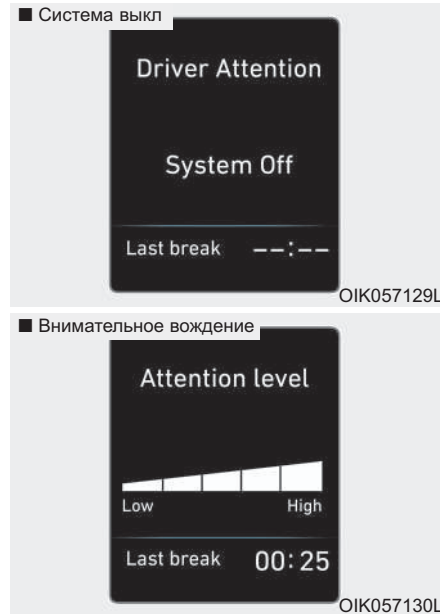 ■ Система выкл
Driver Attention
System Off
Last break --:--
OIK057129L
■ Внимательное вождение
Attention level
Low High
Last break 00:25
OIK057130L